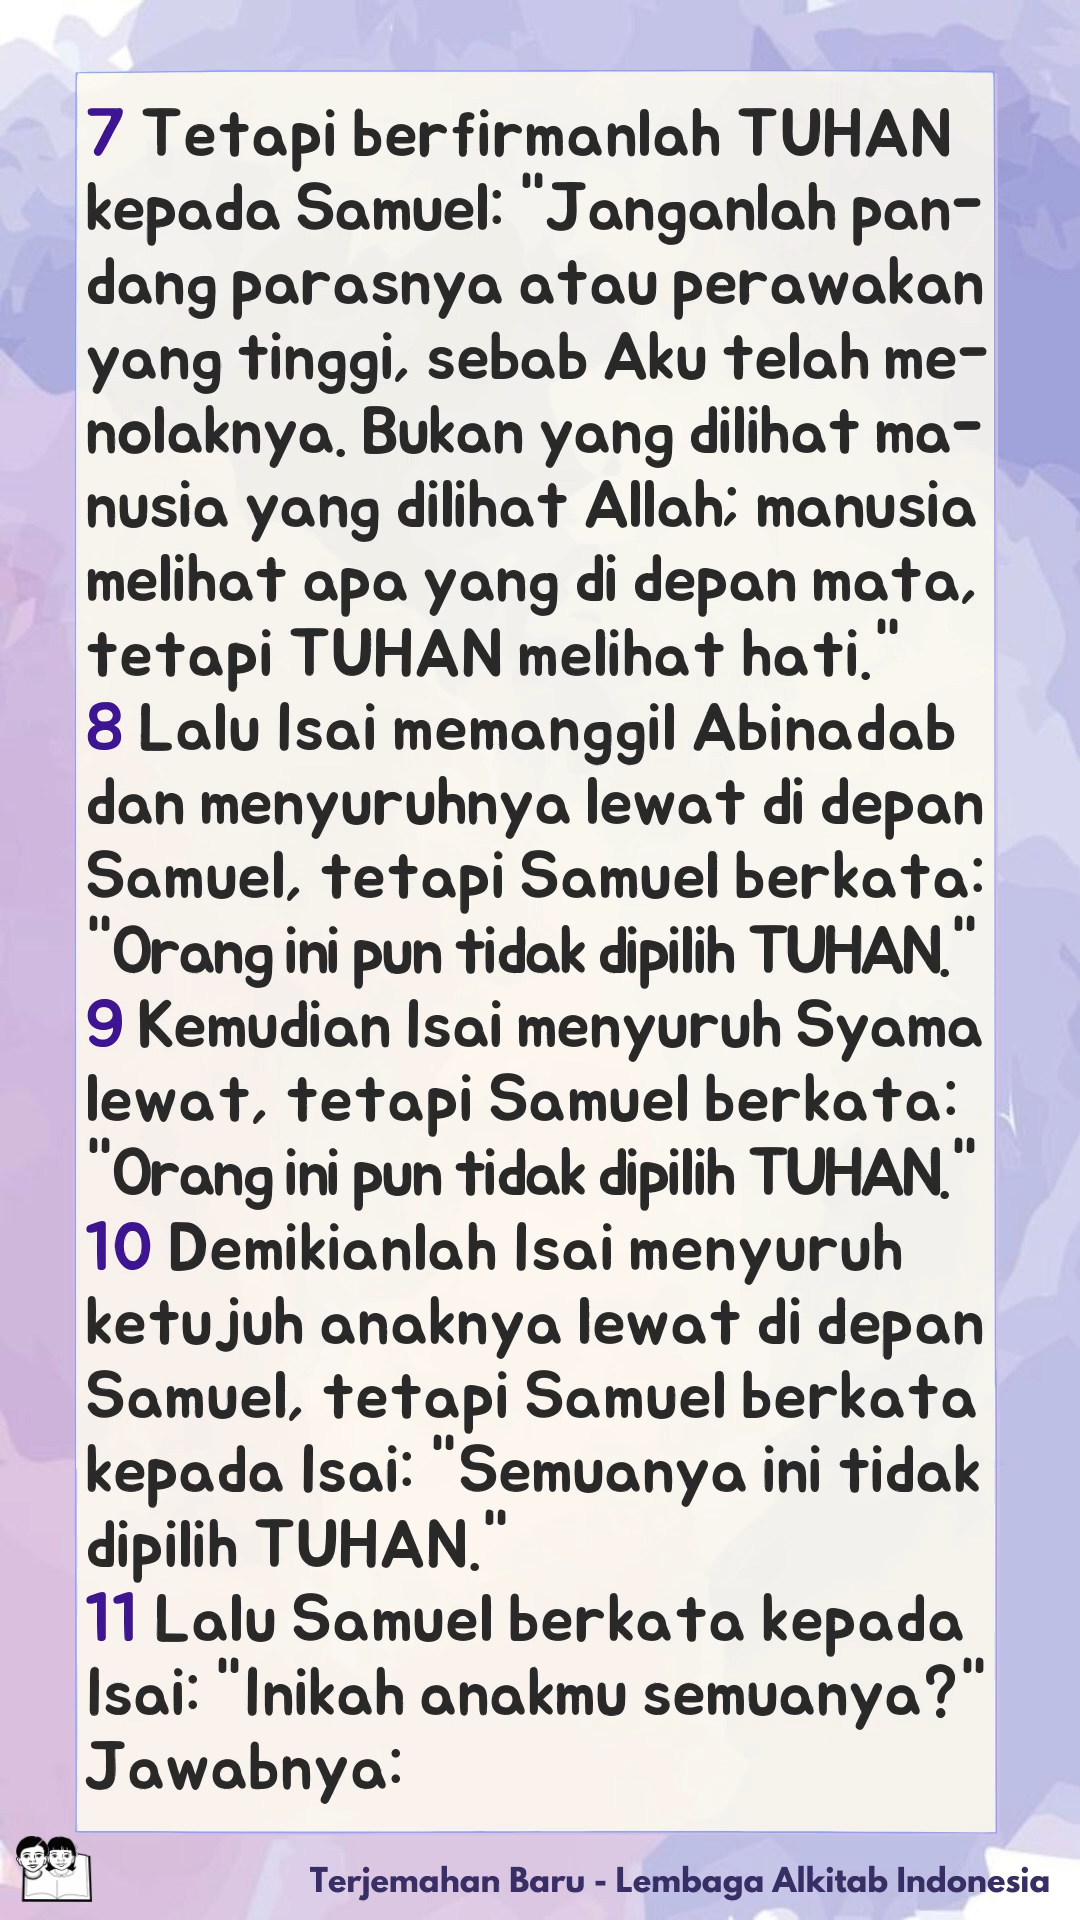 7 Tetapi berfirmanlah TUHAN
kepada Samuel: "Janganlah pan-
dang parasnya atau perawakan
yang tinggi, sebab Aku telah me-
nolaknya. Bukan yang dilihat ma-
nusia yang dilihat Allah; manusia
melihat apa yang di depan mata,
tetapi TUHAN melihat hati."
8 Lalu Isai memanggil Abinadab
dan menyuruhnya lewat di depan
Samuel, tetapi Samuel berkata:
"Orang ini pun tidak dipilih TUHAN."
9 Kemudian Isai menyuruh Syama
lewat, tetapi Samuel berkata:
"Orang ini pun tidak dipilih TUHAN."
10 Demikianlah Isai menyuruh
ketujuh anaknya lewat di depan
Samuel, tetapi Samuel berkata
kepada Isai: "Semuanya ini tidak
dipilih TUHAN."
11 Lalu Samuel berkata kepada
Isai: "Inikah anakmu semuanya?"
Jawabnya:
Terjemahan Baru - Lembaga Alkitab Indonesia